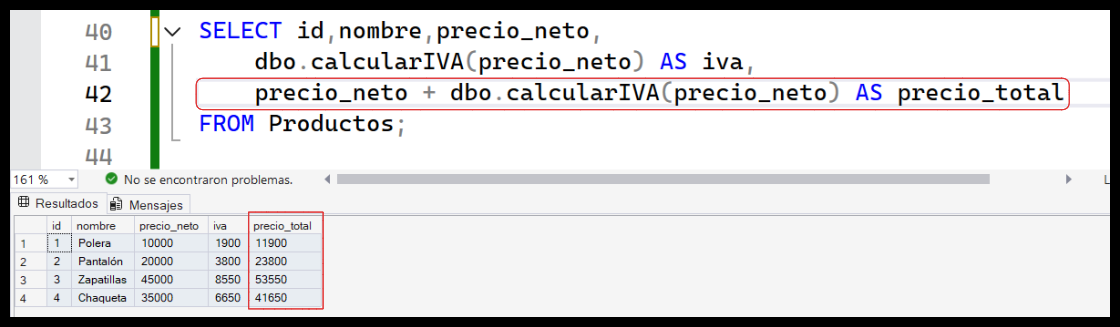 40 SELECT id,nombre,precio_neto,
41 dbo.calcularIVA(precio_neto) AS iva,
42 precio_neto + dbo.calcularIVA(precio_neto) AS precio_total
43 FROM Productos;
44
161 % No se encontraron problemas. L
Resultados Mensajes
id nombre precio_neto iva precio_total
1 1 Polera 10000 1900 11900
2 2 Pantalón 20000 3800 23800
3 3 Zapatillas 45000 8550 53550
4 4 Chaqueta 35000 6650 41650